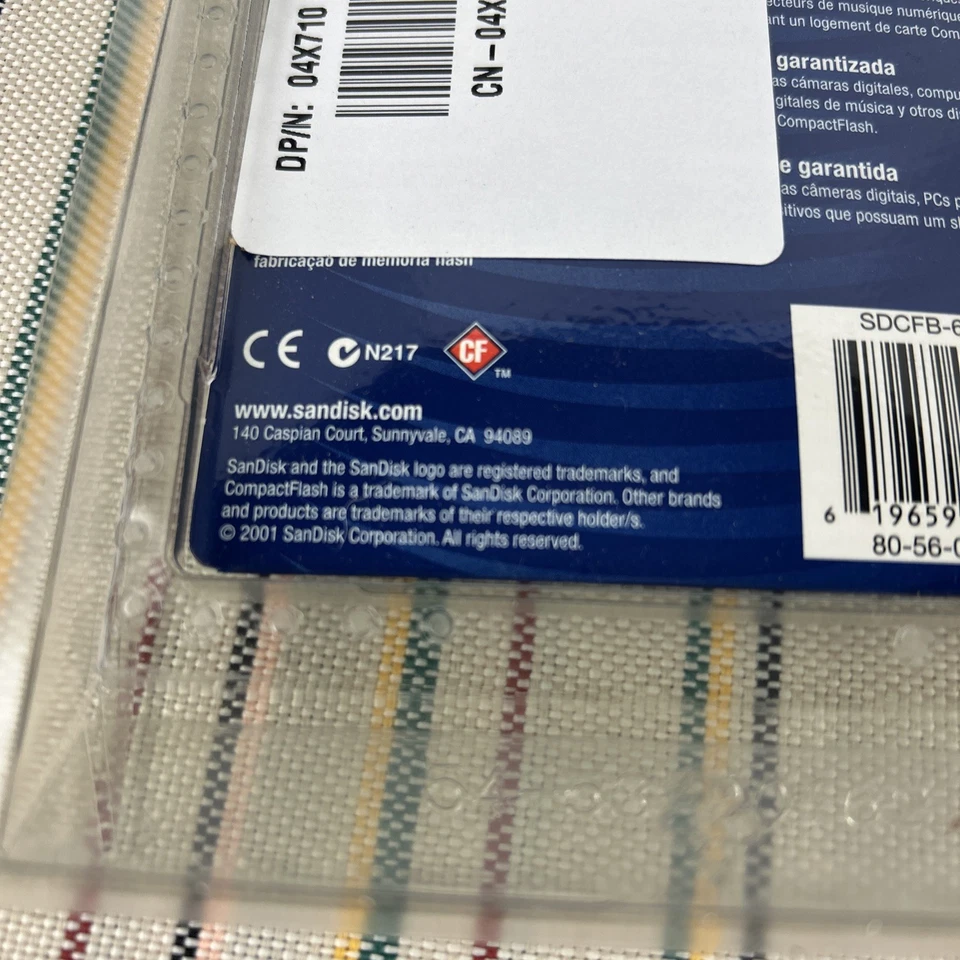 DP/N: 04X710
CN-04X
cteurs de musique numérique
ant un logement de carte Com
garantizada
as cámaras digitales, compu
gitales de música y otros di
CompactFlash.
e garantida
as câmeras digitais, PCs p
itivos que possuam um sl
fabricação de memória flash
CE N217 CF TM
www.sandisk.com
140 Caspian Court, Sunnyvale, CA 94089
SanDisk and the SanDisk logo are registered trademarks, and
CompactFlash is a trademark of SanDisk Corporation. Other brands
and products are trademarks of their respective holder/s.
© 2001 SanDisk Corporation. All rights reserved.
SDCFB-6
6 19659
80-56-0